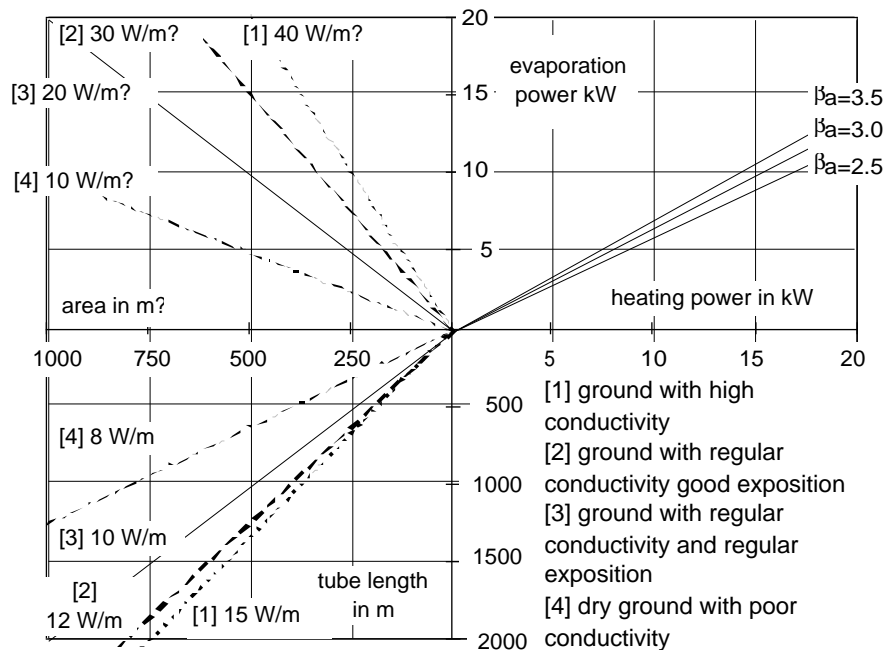 20
[2] 30 W/m?
[1] 40 W/m?
evaporation
power kW
[3] 20 W/m?
15
βa=3.5
βa=3.0
[4] 10 W/m?
10
βa=2.5
5
area in m?
heating power in kW
1000 750 500 250
5 10 15 20
500
[1] ground with high
conductivity
[4] 8 W/m
[2] ground with regular
1000
conductivity good exposition
[3] 10 W/m
[3] ground with regular
1500
conductivity and regular
exposition
[2]
12 W/m
[1] 15 W/m
tube length
in m
[4] dry ground with poor
2000
conductivity